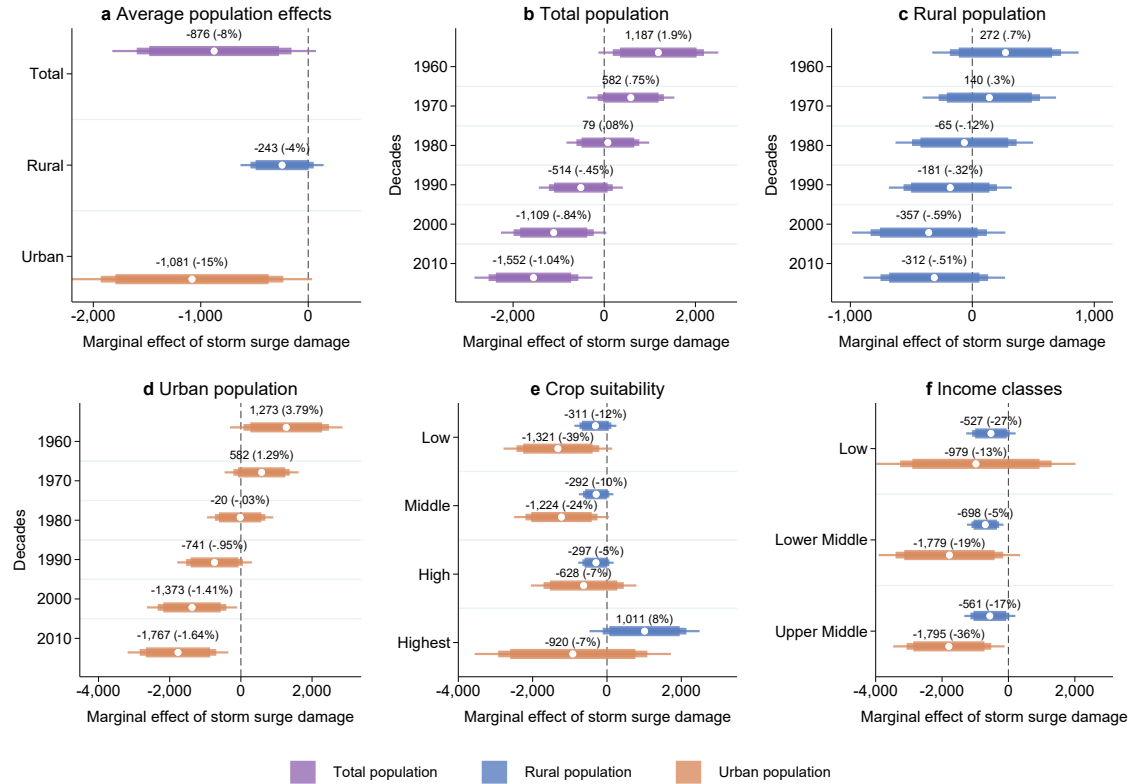 a Average population effects
-876 (-8%)
Total
-243 (-4%)
Rural
-1,081 (-15%)
Urban
-2,000 -1,000 0
Marginal effect of storm surge damage
b Total population
Decades
1,187 (1.9%)
1960
582 (.75%)
1970
79 (.08%)
1980
-514 (-.45%)
1990
-1,109 (-.84%)
2000
-1,552 (-1.04%)
2010
-2,000 0 2,000
Marginal effect of storm surge damage
c Rural population
Decades
272 (.7%)
1960
140 (.3%)
1970
-65 (-.12%)
1980
-181 (-.32%)
1990
-357 (-.59%)
2000
-312 (-.51%)
2010
-1,000 0 1,000
Marginal effect of storm surge damage
d Urban population
Decades
1,273 (3.79%)
1960
582 (1.29%)
1970
-20 (-.03%)
1980
-741 (-.95%)
1990
-1,373 (-1.41%)
2000
-1,767 (-1.64%)
2010
-4,000 -2,000 0 2,000
Marginal effect of storm surge damage
e Crop suitability
-311 (-12%)
Low
-1,321 (-39%)
-292 (-10%)
Middle
-1,224 (-24%)
-297 (-5%)
High
-628 (-7%)
1,011 (8%)
Highest
-920 (-7%)
-4,000 -2,000 0 2,000
Marginal effect of storm surge damage
f Income classes
-527 (-27%)
Low
-979 (-13%)
-698 (-5%)
Lower Middle
-1,779 (-19%)
-561 (-17%)
Upper Middle
-1,795 (-36%)
-4,000 -2,000 0 2,000
Marginal effect of storm surge damage
Total population Rural population Urban population